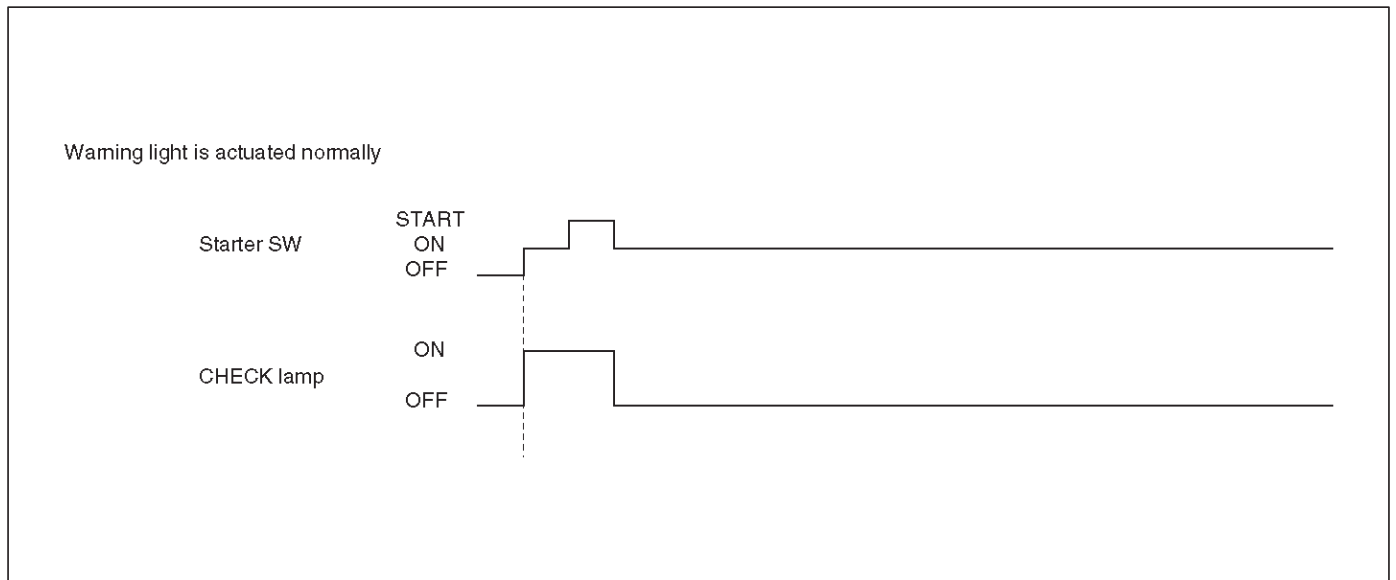 Warning light is actuated normally
START
Starter SW
ON
OFF
ON
CHECK lamp
OFF